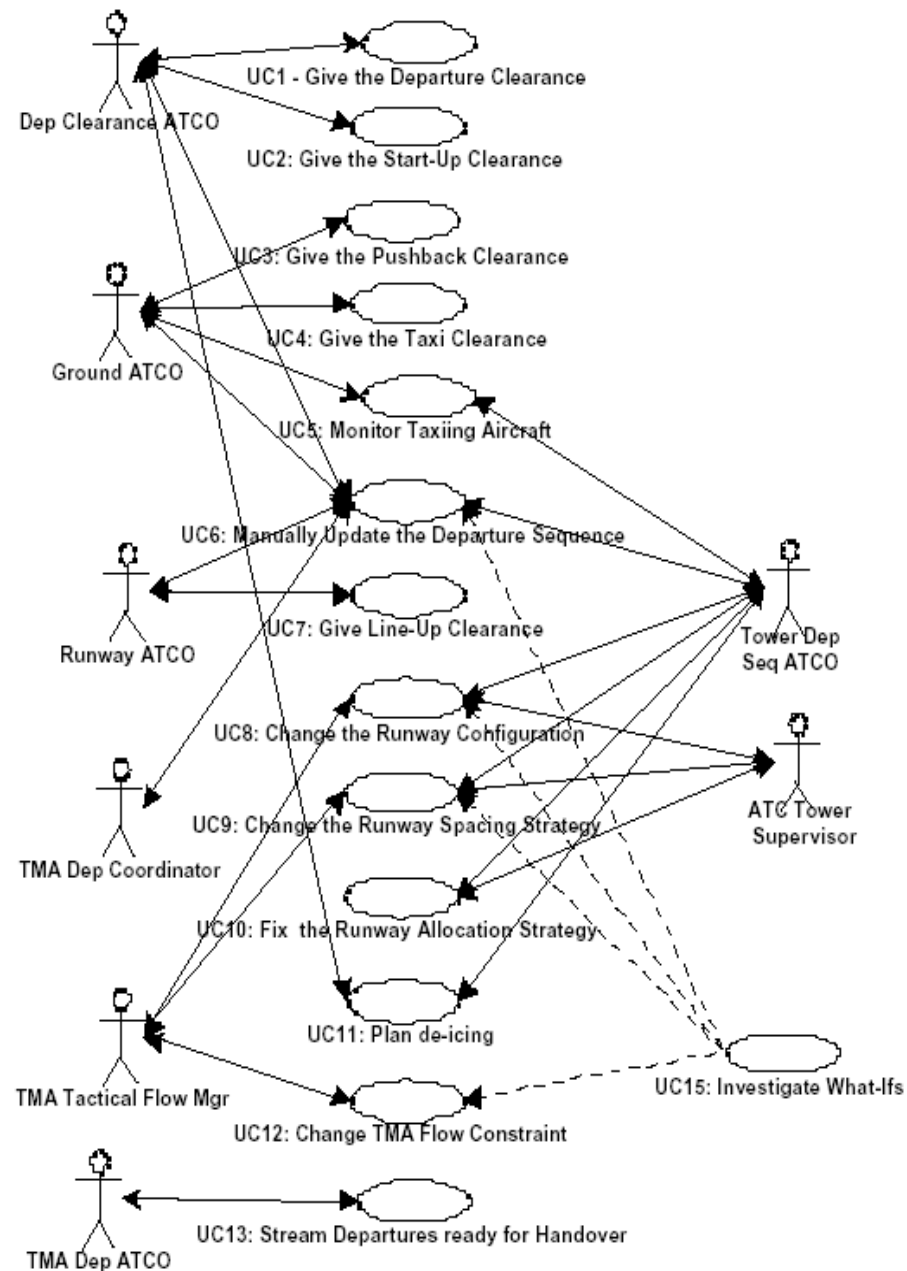 UC1 - Give the Departure Clearance
Dep Clearance ATCO
UC2: Give the Start-Up Clearance
UC3: Give the Pushback Clearance
UC4: Give the Taxi Clearance
Ground ATCO
UC5: Monitor Taxiing Aircraft
UC6: Manually Update the Departure Sequence
UC7: Give Line-Up Clearance
Runway ATCO
Tower Dep
Seq ATCO
UC8: Change the Runway Configuration
UC9: Change the Runway Spacing Strategy
ATC Tower
Supervisor
TMA Dep Coordinator
UC10: Fix the Runway Allocation Strategy
UC11: Plan de-icing
TMA Tactical Flow Mgr
UC15: Investigate What-Ifs
UC12: Change TMA Flow Constraint
UC13: Stream Departures ready for Handover
TMA Dep ATCO